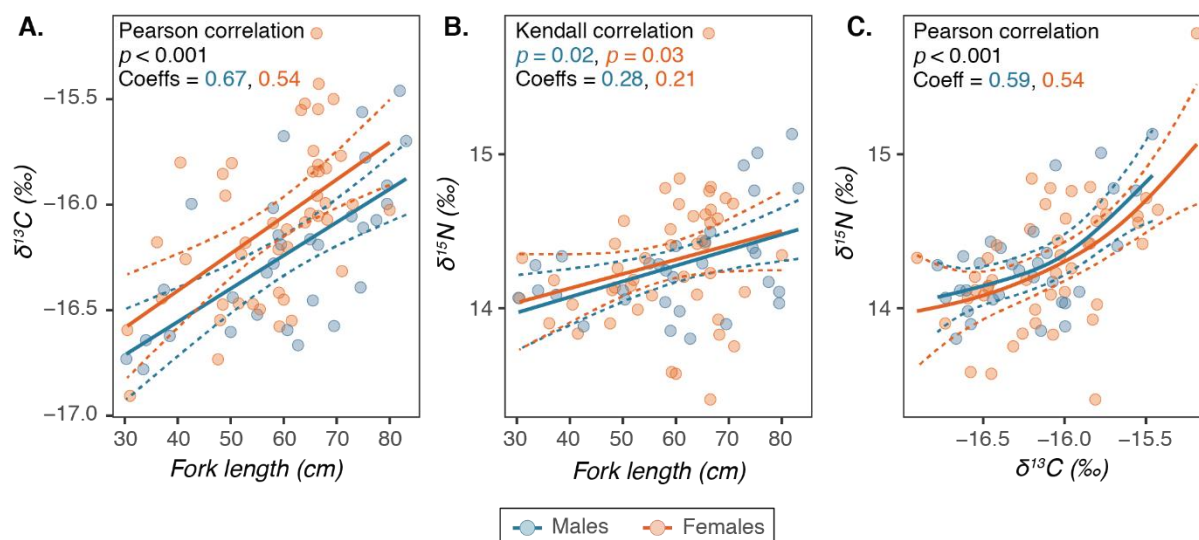 A.
Pearson correlation
p < 0.001
Coeffs = 0.67, 0.54
−15.5
−16.0
−16.5
−17.0
δ¹³C (‰)
30 40 50 60 70 80
Fork length (cm)
B.
Kendall correlation
p = 0.02, p = 0.03
Coeffs = 0.28, 0.21
15
14
δ¹⁵N (‰)
30 40 50 60 70 80
Fork length (cm)
C.
Pearson correlation
p < 0.001
Coeff = 0.59, 0.54
15
14
δ¹⁵N (‰)
−16.5 −16.0 −15.5
δ¹³C (‰)
Males Females